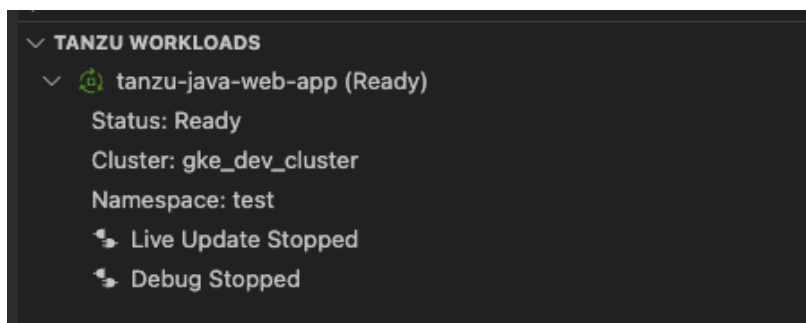 TANZU WORKLOADS
tanzu-java-web-app (Ready)
Status: Ready
Cluster: gke_dev_cluster
Namespace: test
Live Update Stopped
Debug Stopped